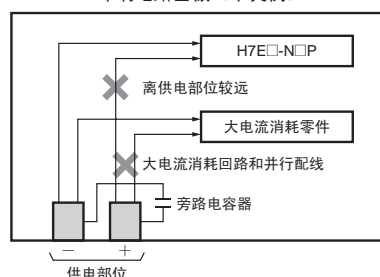 H7E□-N□P
离供电部位较远
大电流消耗零件
大电流消耗回路和并行配线
旁路电容器
− +
供电部位